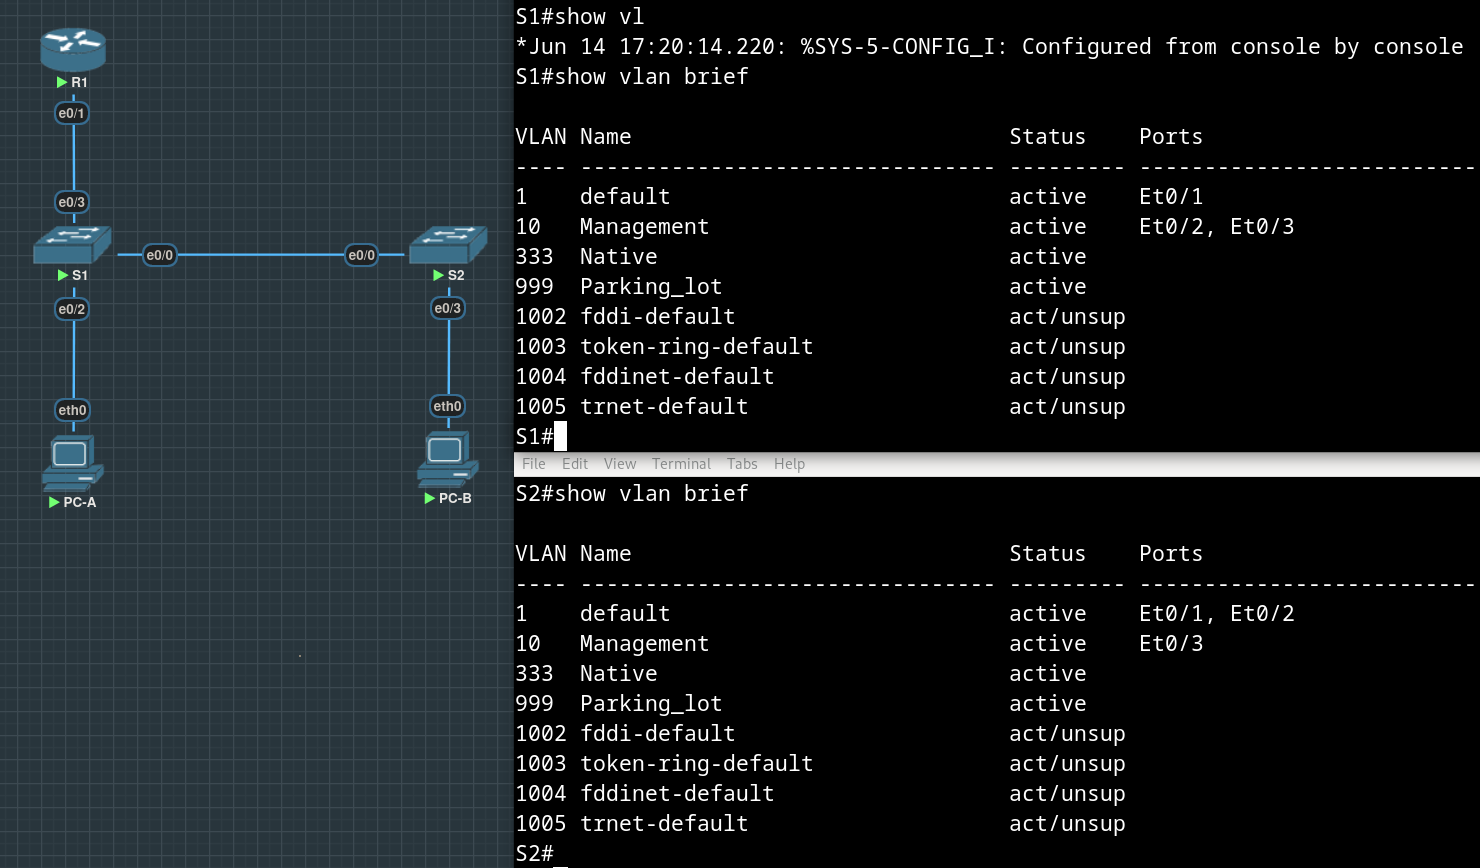 R1
e0/1
e0/3
e0/0
e0/0
S1
S2
e0/2
e0/3
eth0
eth0
PC-A
PC-B
S1#show vl
*Jun 14 17:20:14.220: %SYS-5-CONFIG_I: Configured from console by console
S1#show vlan brief
VLAN Name                             Status    Ports
---- -------------------------------- --------- --------------------------
1    default                          active    Et0/1
10   Management                       active    Et0/2, Et0/3
333  Native                           active
999  Parking_lot                      active
1002 fddi-default                     act/unsup
1003 token-ring-default               act/unsup
1004 fddinet-default                  act/unsup
1005 trnet-default                    act/unsup
S1#
File Edit View Terminal Tabs Help
S2#show vlan brief
VLAN Name                             Status    Ports
---- -------------------------------- --------- --------------------------
1    default                          active    Et0/1, Et0/2
10   Management                       active    Et0/3
333  Native                           active
999  Parking_lot                      active
1002 fddi-default                     act/unsup
1003 token-ring-default               act/unsup
1004 fddinet-default                  act/unsup
1005 trnet-default                    act/unsup
S2#